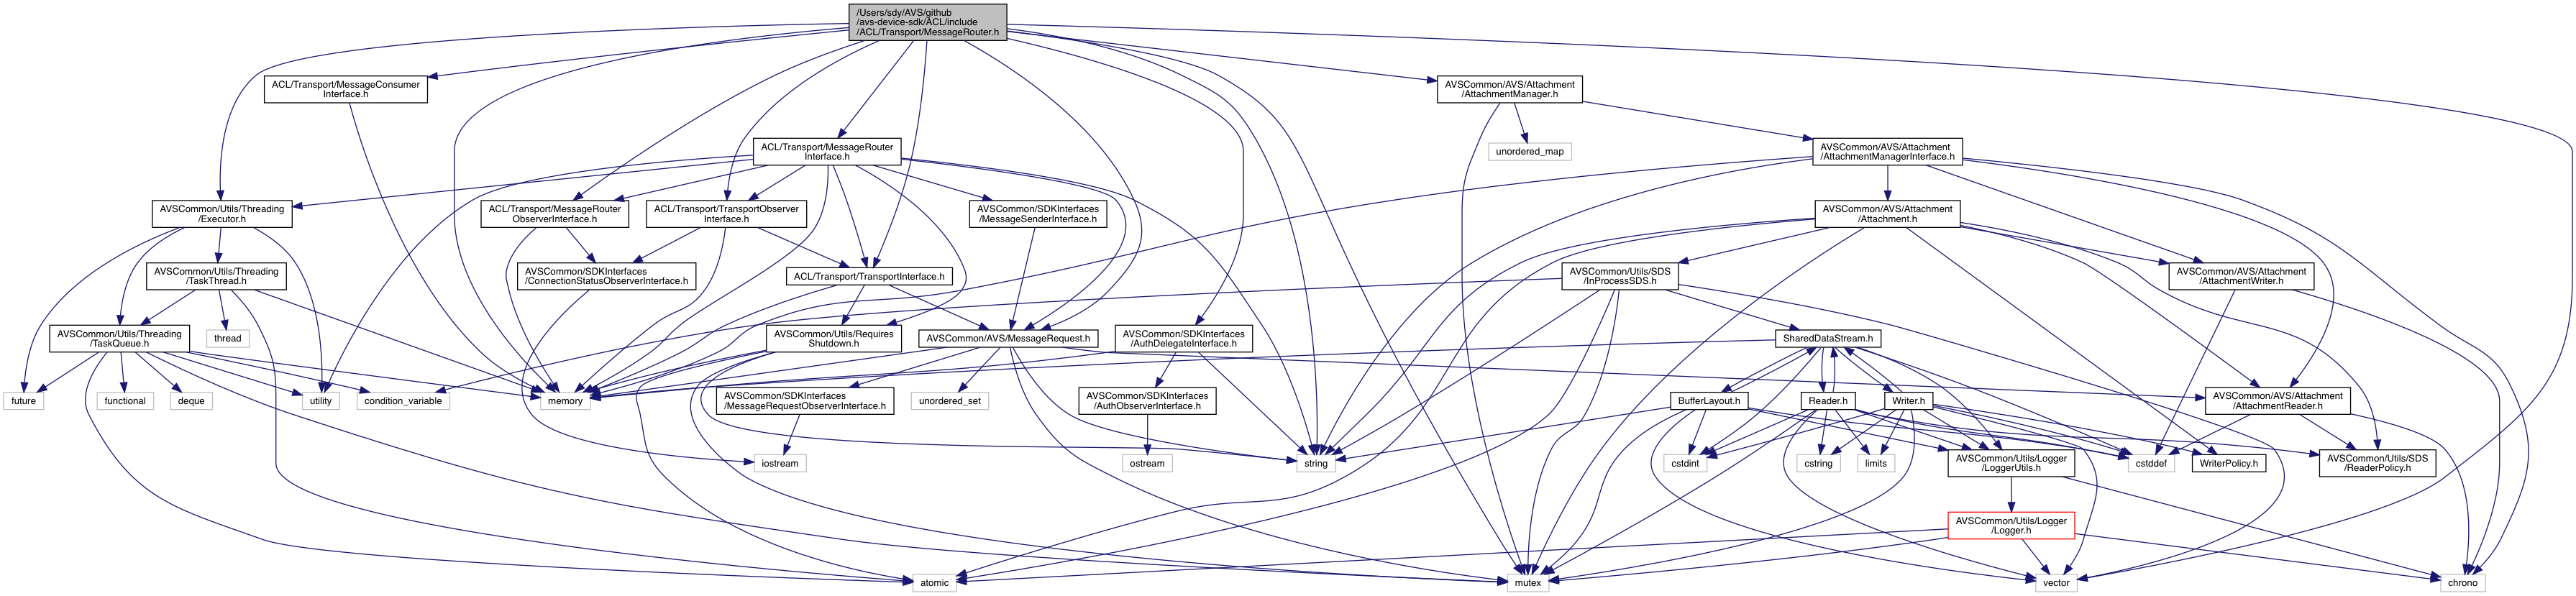 /Users/sdy/AVS/github
/avs-device-sdk/ACL/include
/ACL/Transport/MessageRouter.h
ACL/Transport/MessageConsumer
Interface.h
AVSCommon/AVS/Attachment
/AttachmentManager.h
ACL/Transport/MessageRouter
Interface.h
unordered_map
AVSCommon/AVS/Attachment
/AttachmentManagerInterface.h
AVSCommon/Utils/Threading
/Executor.h
ACL/Transport/MessageRouter
ObserverInterface.h
ACL/Transport/TransportObserver
Interface.h
AVSCommon/SDKInterfaces
/MessageSenderInterface.h
AVSCommon/AVS/Attachment
/Attachment.h
AVSCommon/Utils/Threading
/TaskThread.h
AVSCommon/SDKInterfaces
/ConnectionStatusObserverInterface.h
ACL/Transport/TransportInterface.h
AVSCommon/Utils/SDS
/InProcessSDS.h
AVSCommon/AVS/Attachment
/AttachmentWriter.h
AVSCommon/Utils/Threading
/TaskQueue.h
thread
AVSCommon/Utils/Requires
Shutdown.h
AVSCommon/AVS/MessageRequest.h
AVSCommon/SDKInterfaces
/AuthDelegateInterface.h
SharedDataStream.h
future
functional
deque
utility
condition_variable
memory
AVSCommon/SDKInterfaces
/MessageRequestObserverInterface.h
unordered_set
AVSCommon/SDKInterfaces
/AuthObserverInterface.h
BufferLayout.h
Reader.h
Writer.h
AVSCommon/AVS/Attachment
/AttachmentReader.h
iostream
ostream
string
cstdint
cstring
limits
AVSCommon/Utils/Logger
/LoggerUtils.h
cstddef
WriterPolicy.h
AVSCommon/Utils/SDS
/ReaderPolicy.h
AVSCommon/Utils/Logger
/Logger.h
atomic
mutex
vector
chrono